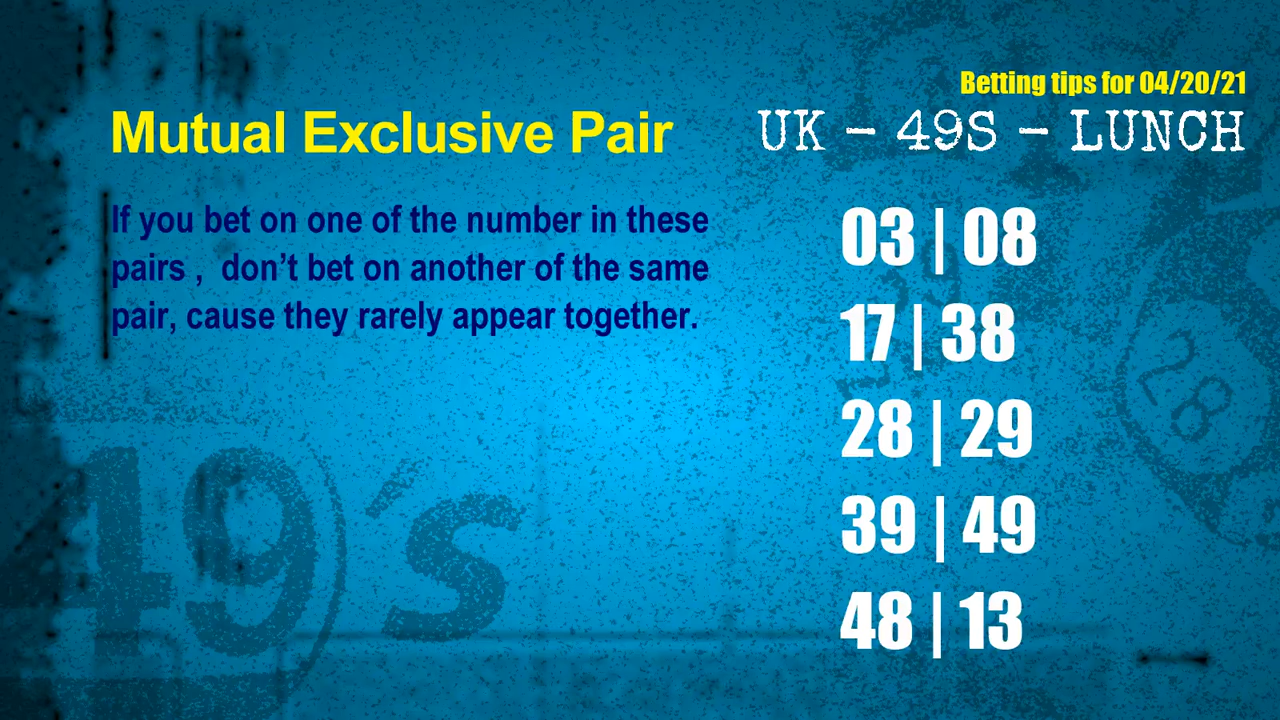 Betting tips for 04/20/21
Mutual Exclusive Pair
UK - 49S - LUNCH
If you bet on one of the number in these
pairs ,  don't bet on another of the same
pair, cause they rarely appear together.
03 | 08
17 | 38
28 | 29
39 | 49
48 | 13
28
49's